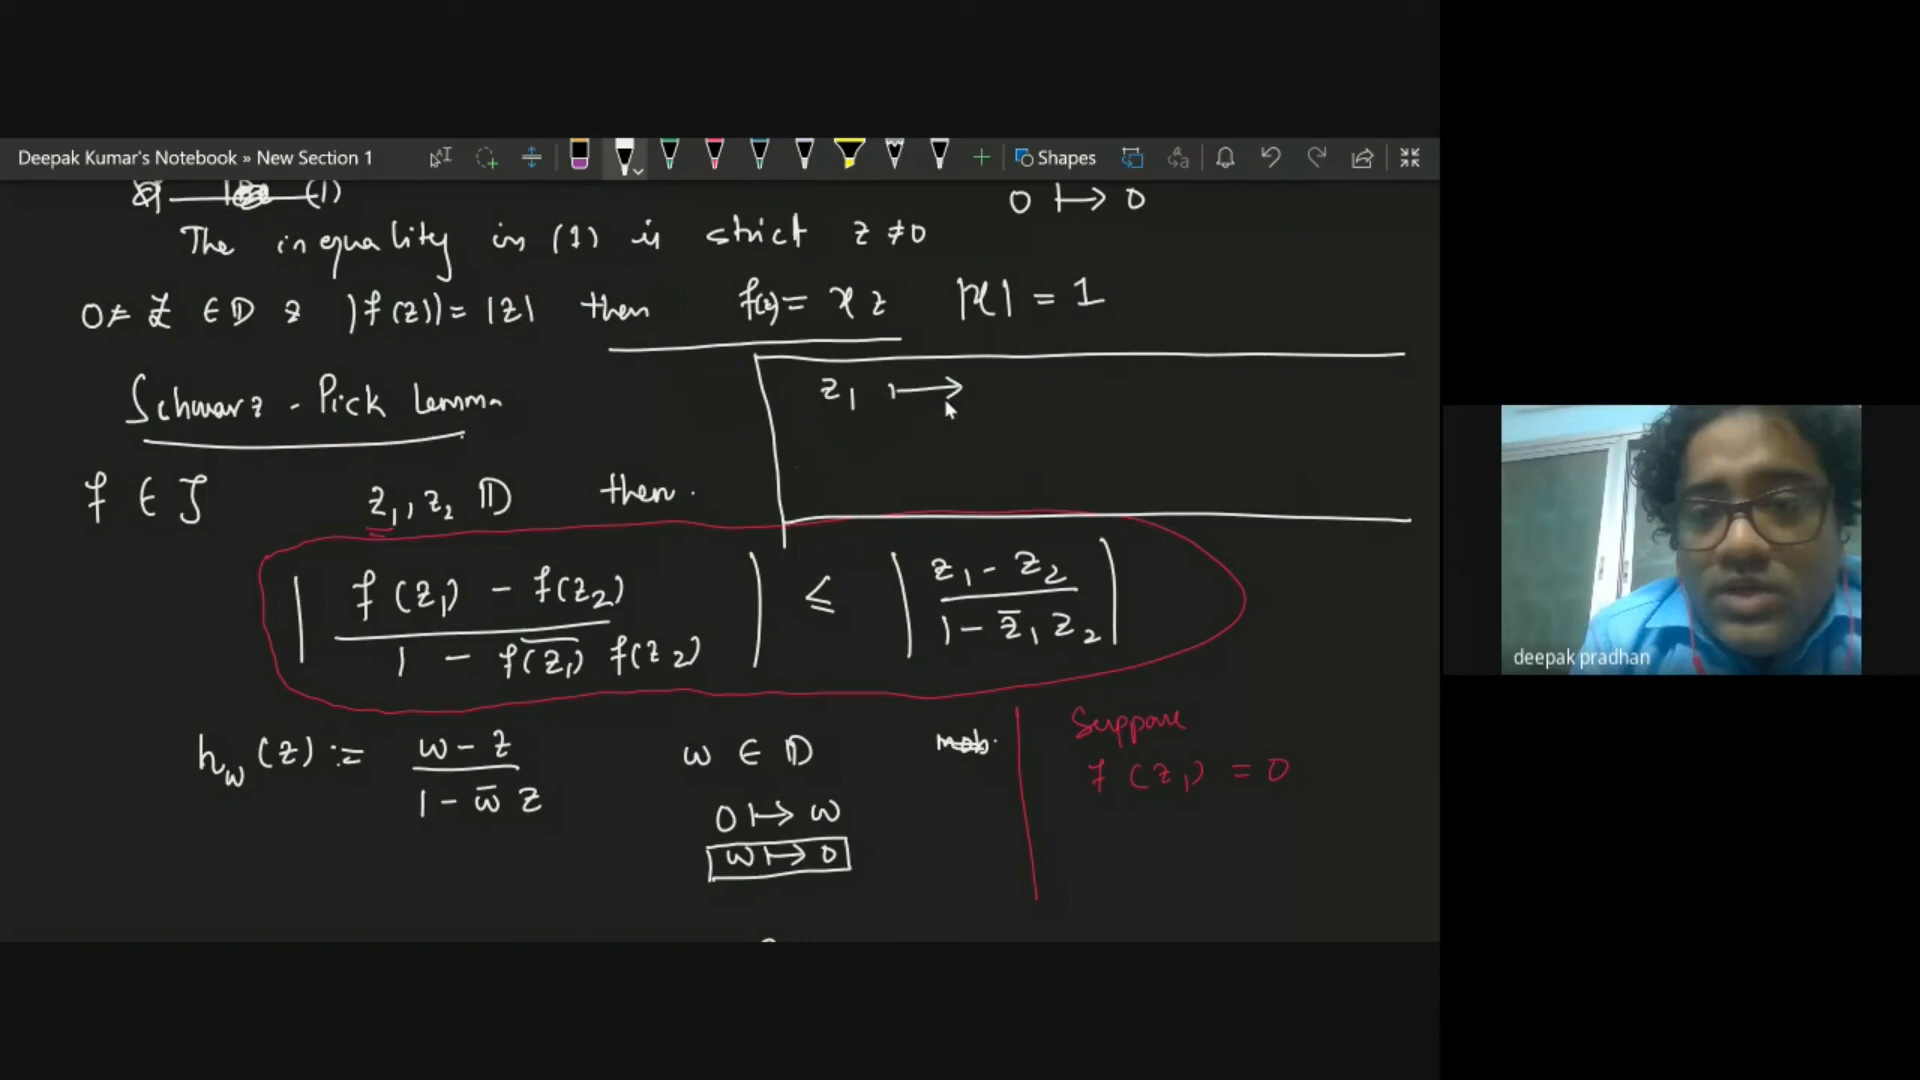 Deepak Kumar's Notebook » New Section 1
Shapes
(1)
0 ↦ 0
The inequality in (1) is strict z ≠ 0
0 ≠ z ∈ 𝔻 & |f(z)| = |z| then f(z) = x z |x| = 1
Schwarz - Pick Lemma
z₁ ↦
f ∈ S z₁, z₂ 𝔻 then.
| (f(z₁) - f(z₂)) / (1 - \overline{f(z₁)} f(z₂)) | ≤ | (z₁ - z₂) / (1 - z̄₁ z₂) |
h_w(z) := (w - z) / (1 - w̄ z) w ∈ 𝔻
0 ↦ w
w ↦ 0
Suppose
f(z₁) = 0
deepak pradhan